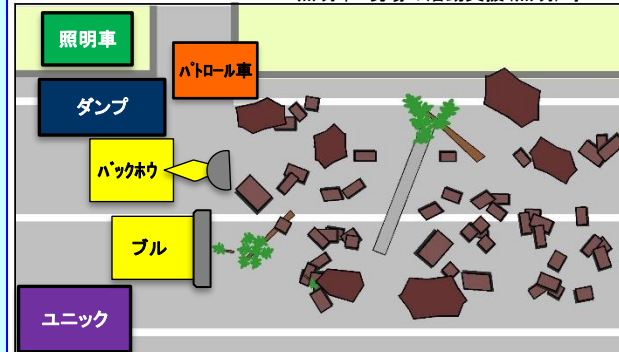 照明車
パトロール車
ダンプ
バックホウ
ブル
ユニック